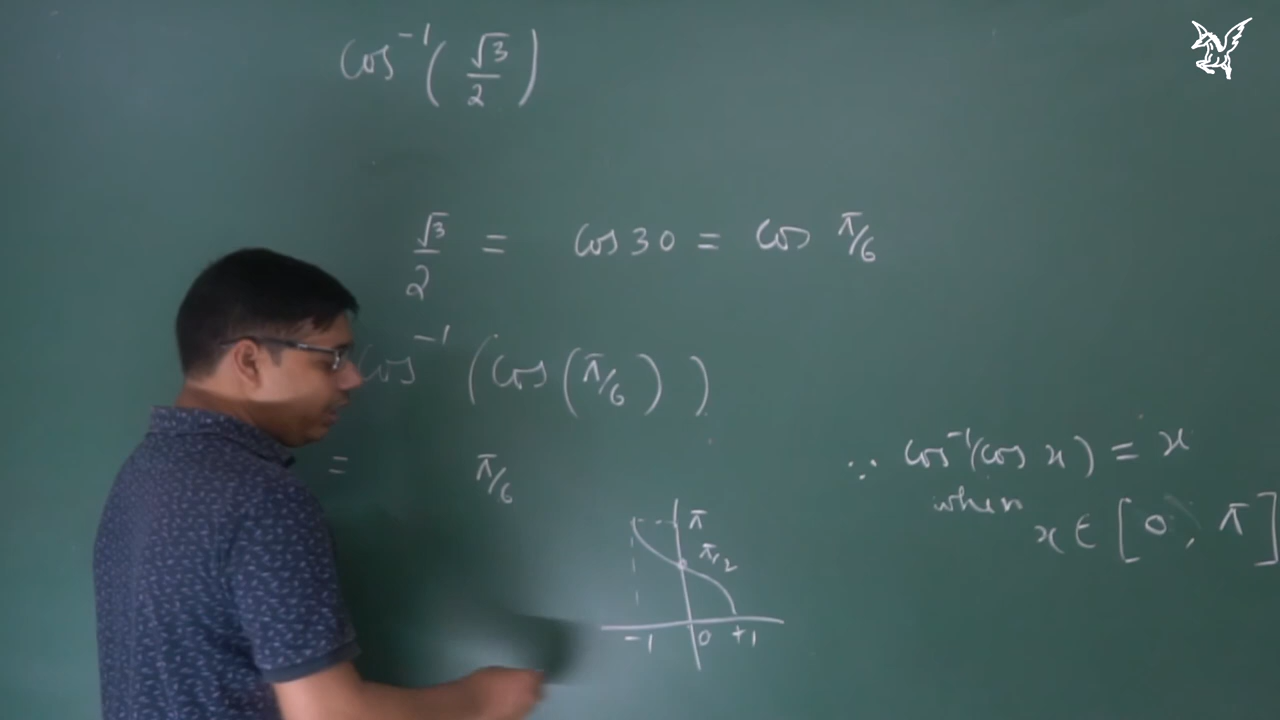 cos⁻¹(√3/2)
√3/2 = cos 30 = cos π/6
cos⁻¹(cos(π/6))
= π/6
∵ cos⁻¹(cos x) = x
when
x ∈ [0, π]
π
π/2
-1 0 +1